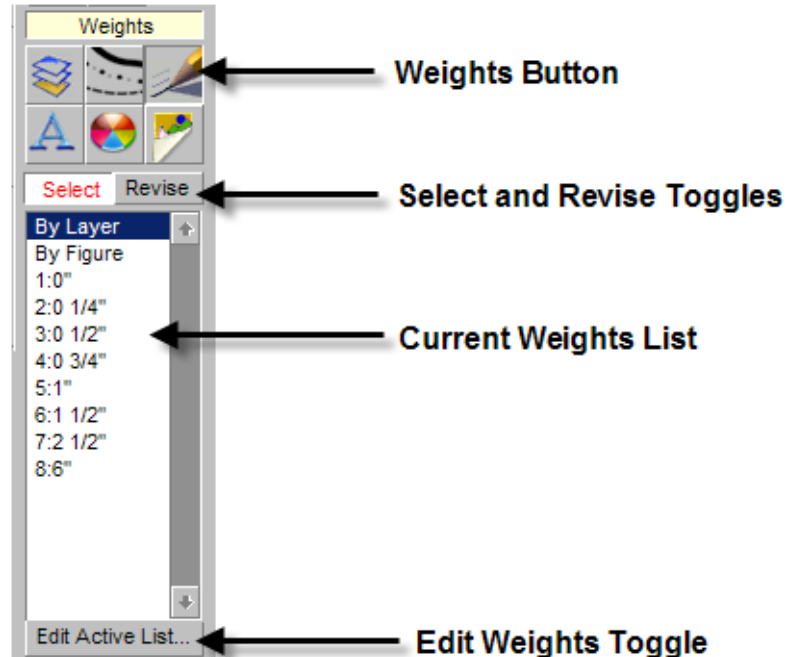 Weights
Weights Button
A
Select Revise
Select and Revise Toggles
By Layer
By Figure
1:0"
2:0 1/4"
3:0 1/2"
Current Weights List
4:0 3/4"
5:1"
6:1 1/2"
7:2 1/2"
8:6"
Edit Active List...
Edit Weights Toggle